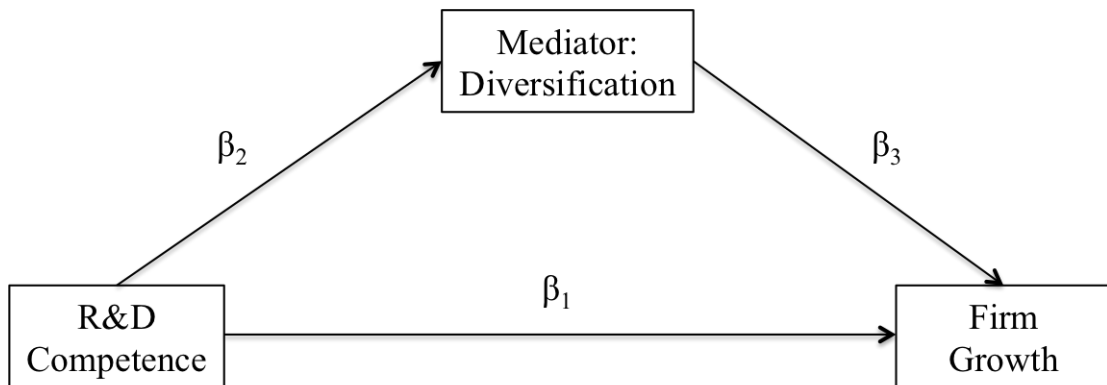 Mediator:
Diversification
β₂
β₃
β₁
R&D
Competence
Firm
Growth